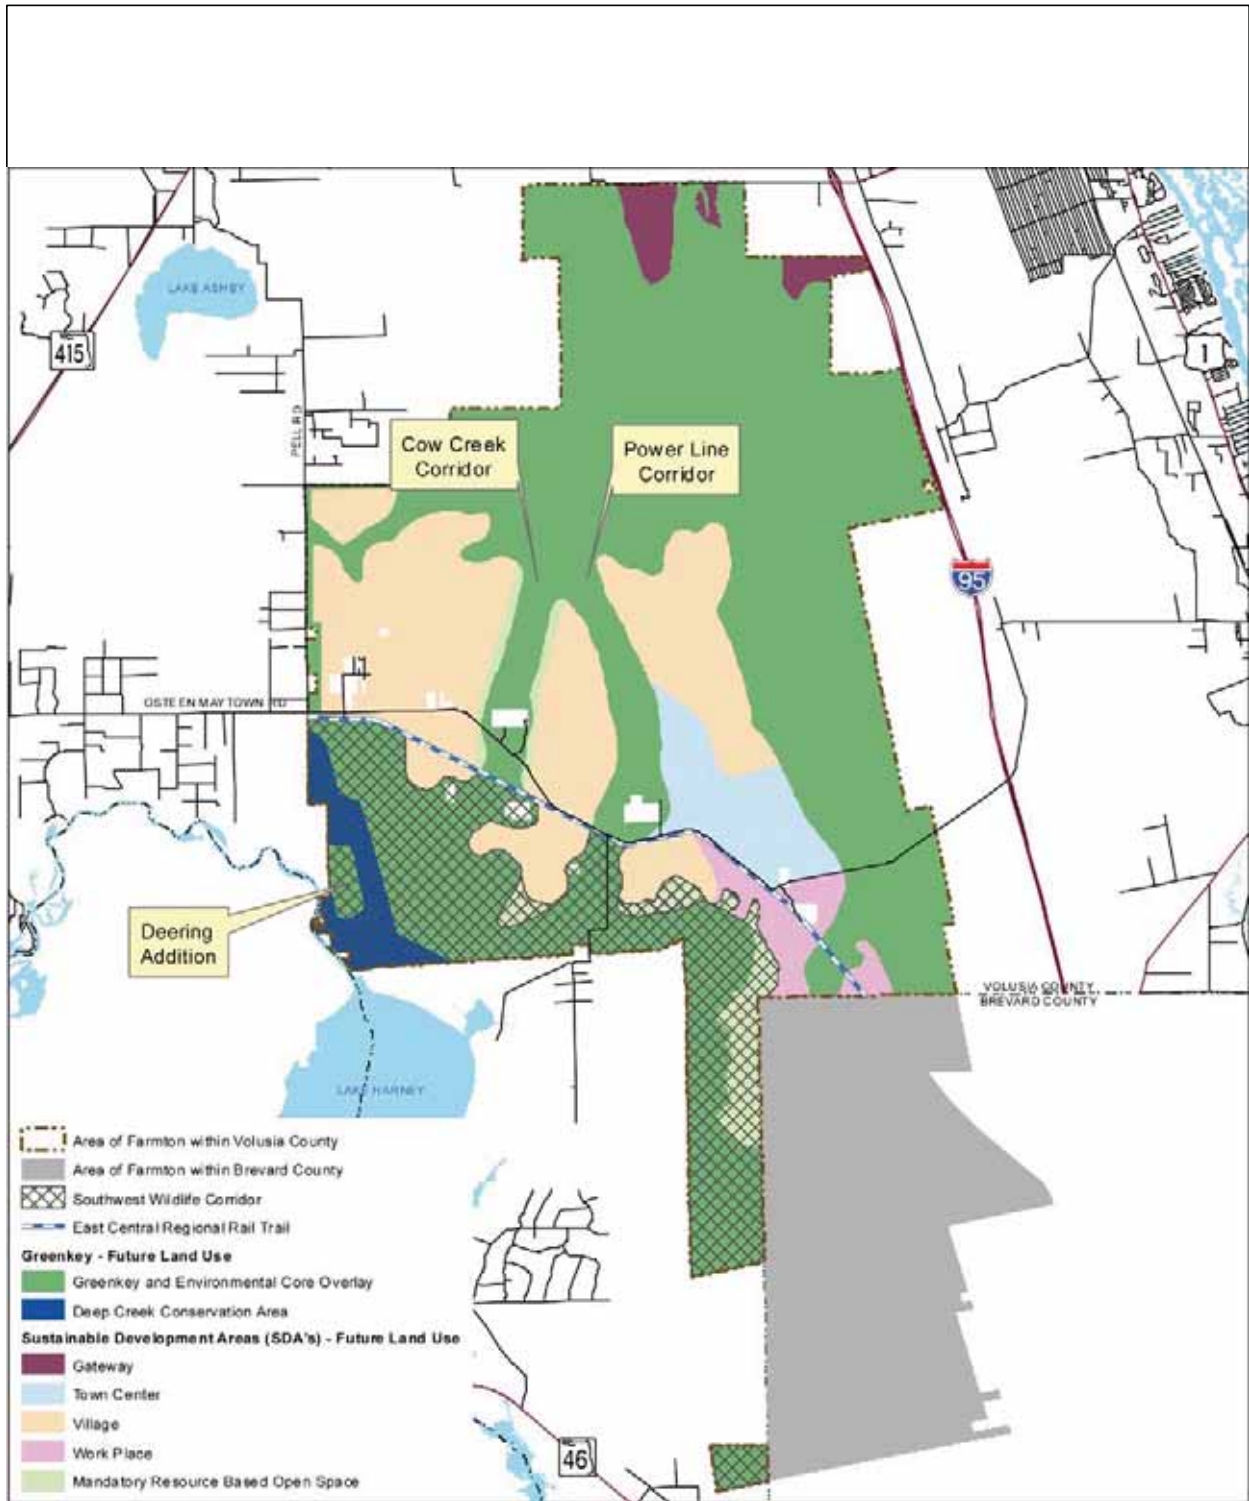 LAKE ASHBY
415
PELL RD
Cow Creek
Corridor
Power Line
Corridor
95
OSTEEN MAYTOWN RD
Deering
Addition
VOLUSIA COUNTY
BREVARD COUNTY
LAKE HARNEY
Area of Farmton within Volusia County
Area of Farmton within Brevard County
Southwest Wildlife Corridor
East Central Regional Rail Trail
Greenkey - Future Land Use
Greenkey and Environmental Core Overlay
Deep Creek Conservation Area
Sustainable Development Areas (SDA's) - Future Land Use
Gateway
Town Center
Village
Work Place
Mandatory Resource Based Open Space
46